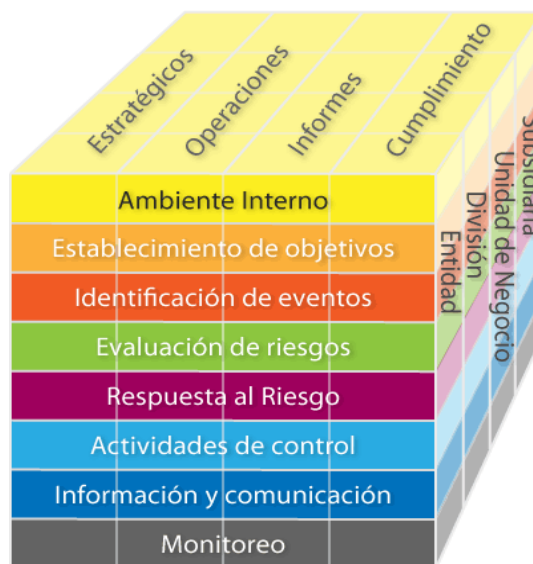 Estratégicos
Operaciones
Informes
Cumplimiento
Ambiente Interno
Establecimiento de objetivos
Identificación de eventos
Evaluación de riesgos
Respuesta al Riesgo
Actividades de control
Información y comunicación
Monitoreo
Entidad
División
Unidad de Negocio
Subsidiaria